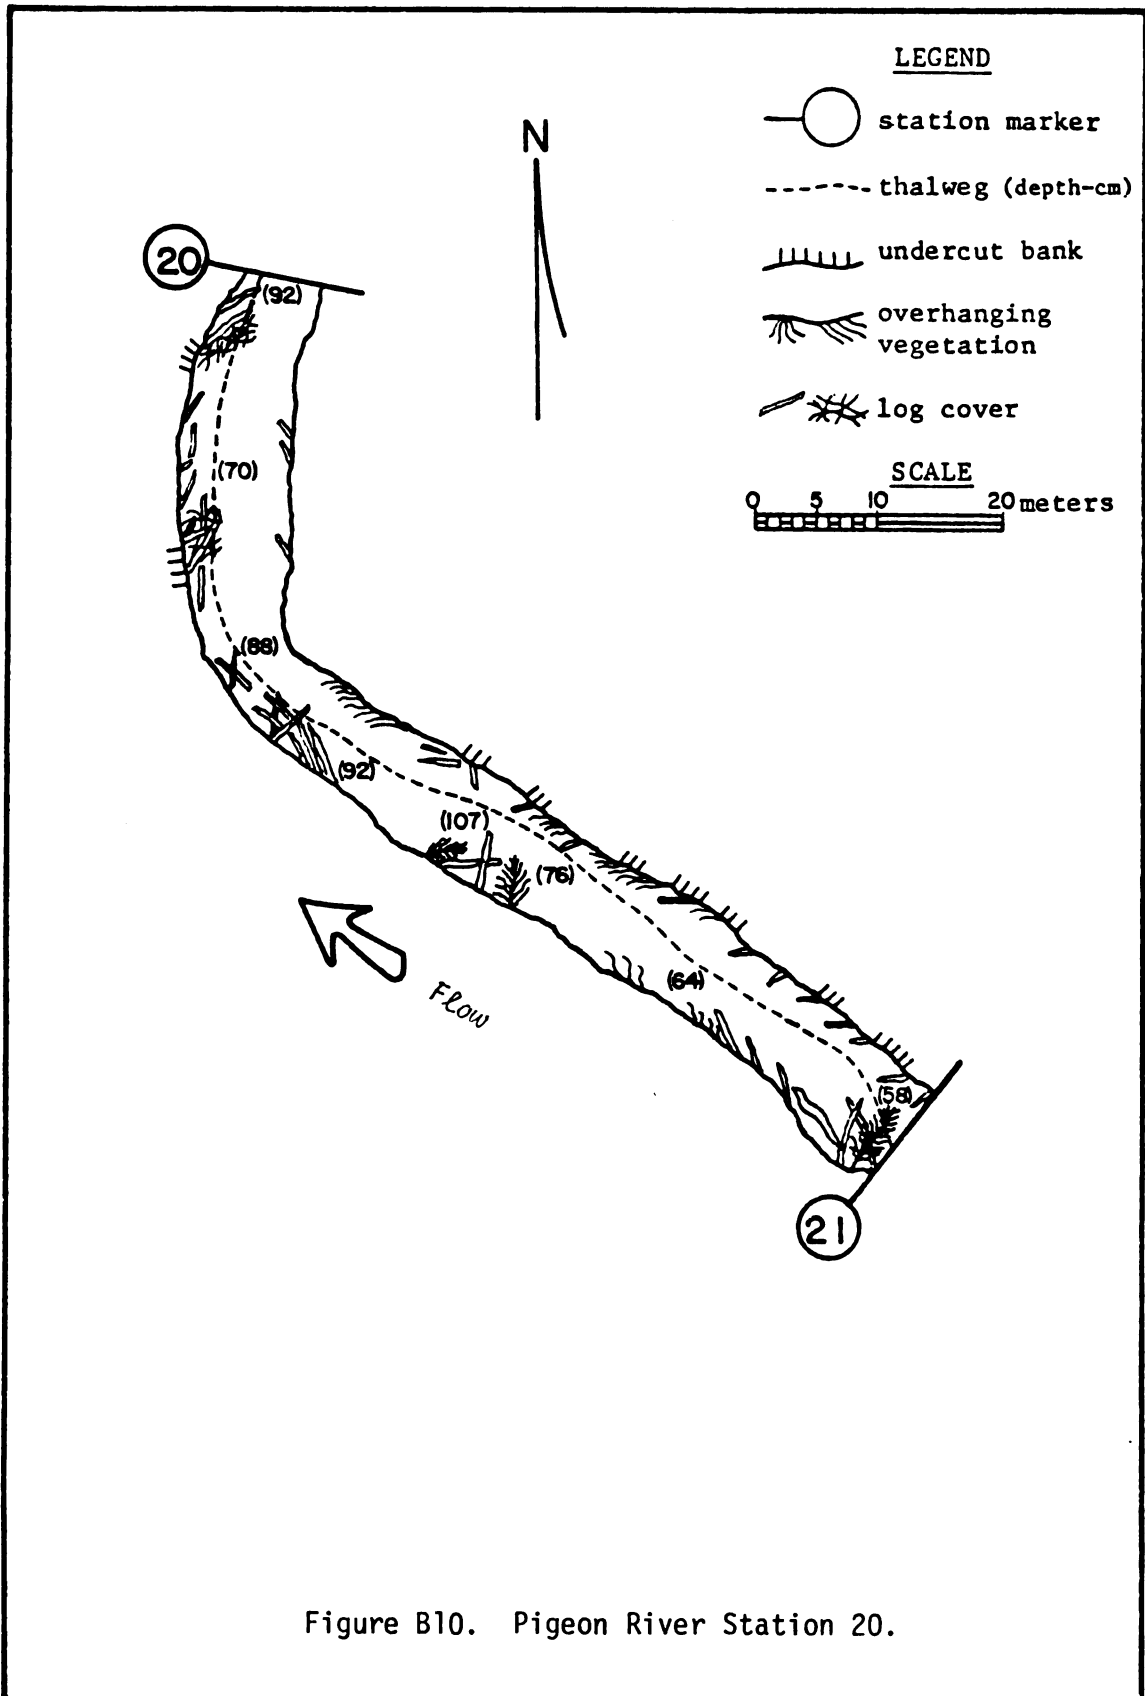 LEGEND
station marker
thalweg (depth-cm)
undercut bank
overhanging
vegetation
log cover
SCALE
0 5 10 20 meters
N
20
(92)
(70)
(88)
(92)
(107)
(76)
(64)
(58)
Flow
21
Figure B10. Pigeon River Station 20.